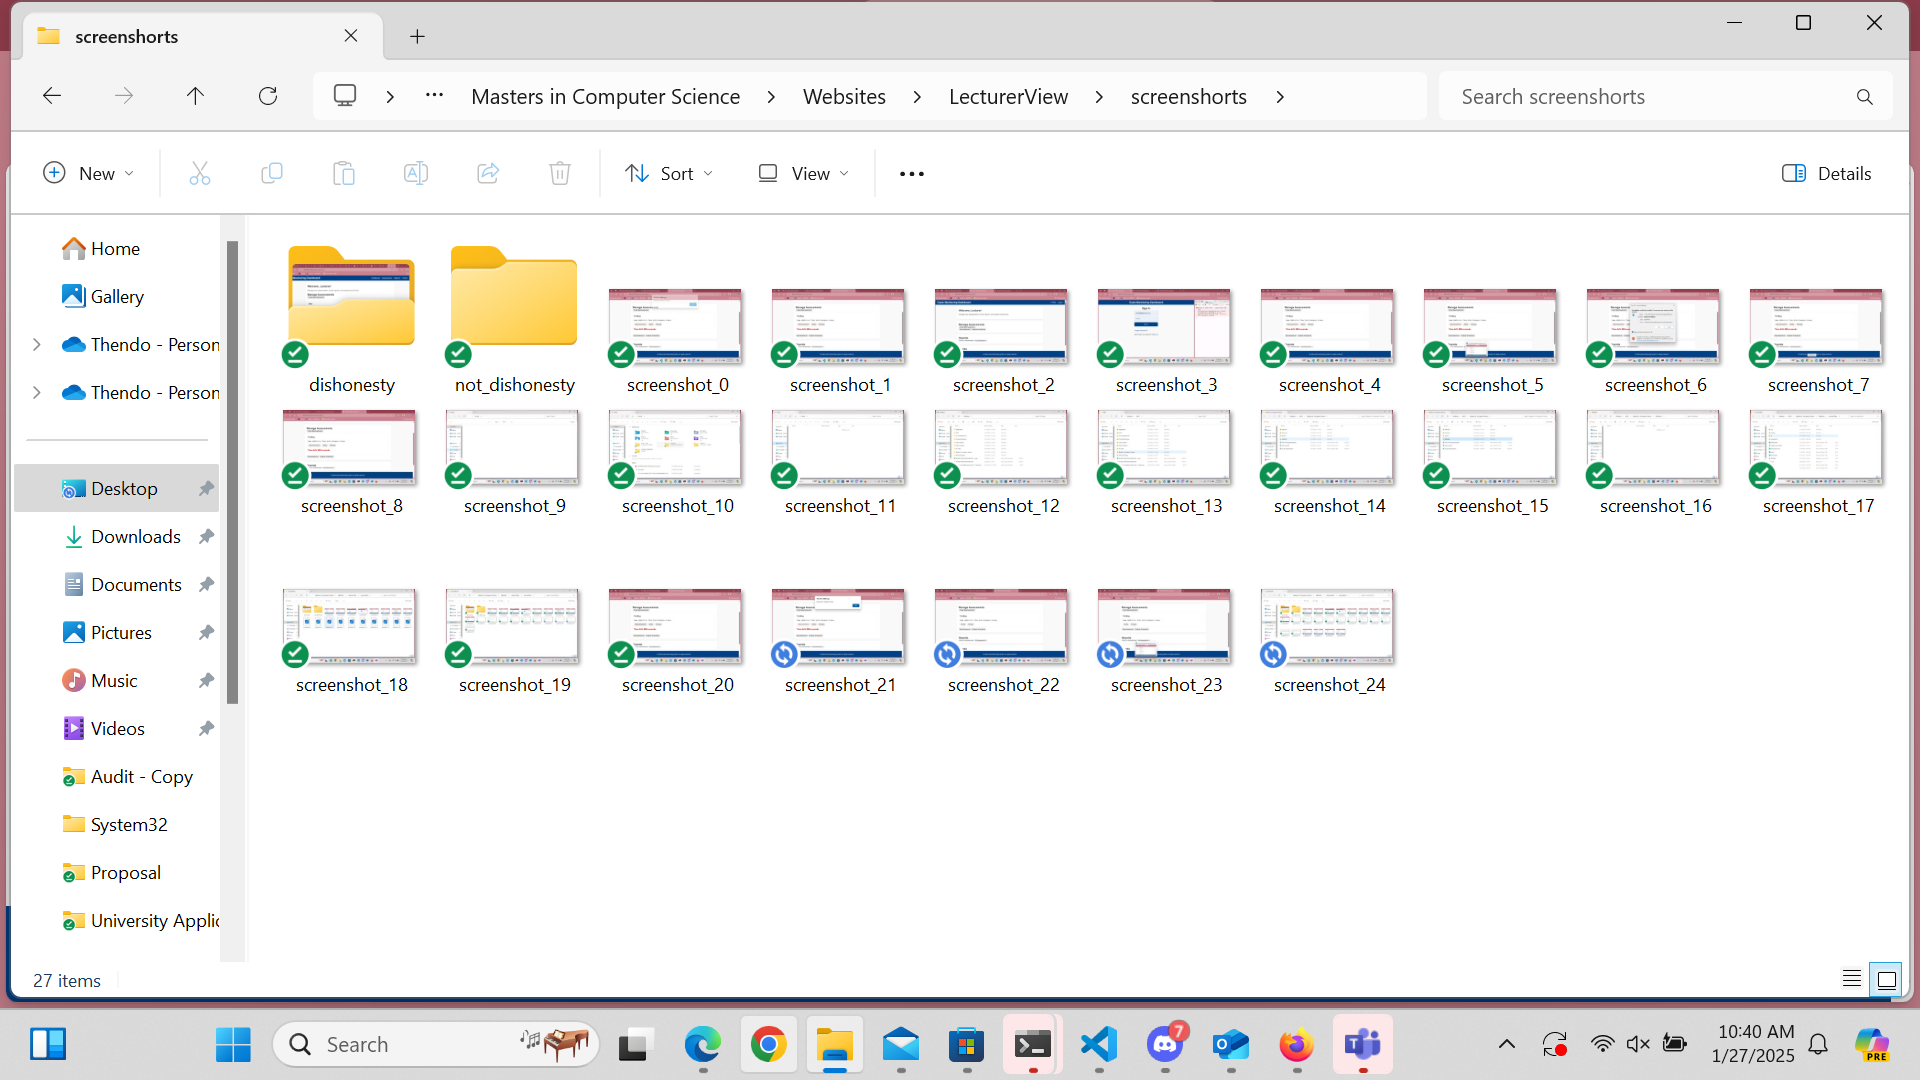 screenshorts
Masters in Computer Science
Websites
LecturerView
screenshorts
Search screenshorts
New
Sort
View
Details
Home
Gallery
Thendo - Person
Thendo - Person
Desktop
Downloads
Documents
Pictures
Music
Videos
Audit - Copy
System32
Proposal
University Applic
dishonesty
not_dishonesty
screenshot_0
screenshot_1
screenshot_2
screenshot_3
screenshot_4
screenshot_5
screenshot_6
screenshot_7
screenshot_8
screenshot_9
screenshot_10
screenshot_11
screenshot_12
screenshot_13
screenshot_14
screenshot_15
screenshot_16
screenshot_17
screenshot_18
screenshot_19
screenshot_20
screenshot_21
screenshot_22
screenshot_23
screenshot_24
27 items
Search
7
10:40 AM
1/27/2025
PRE